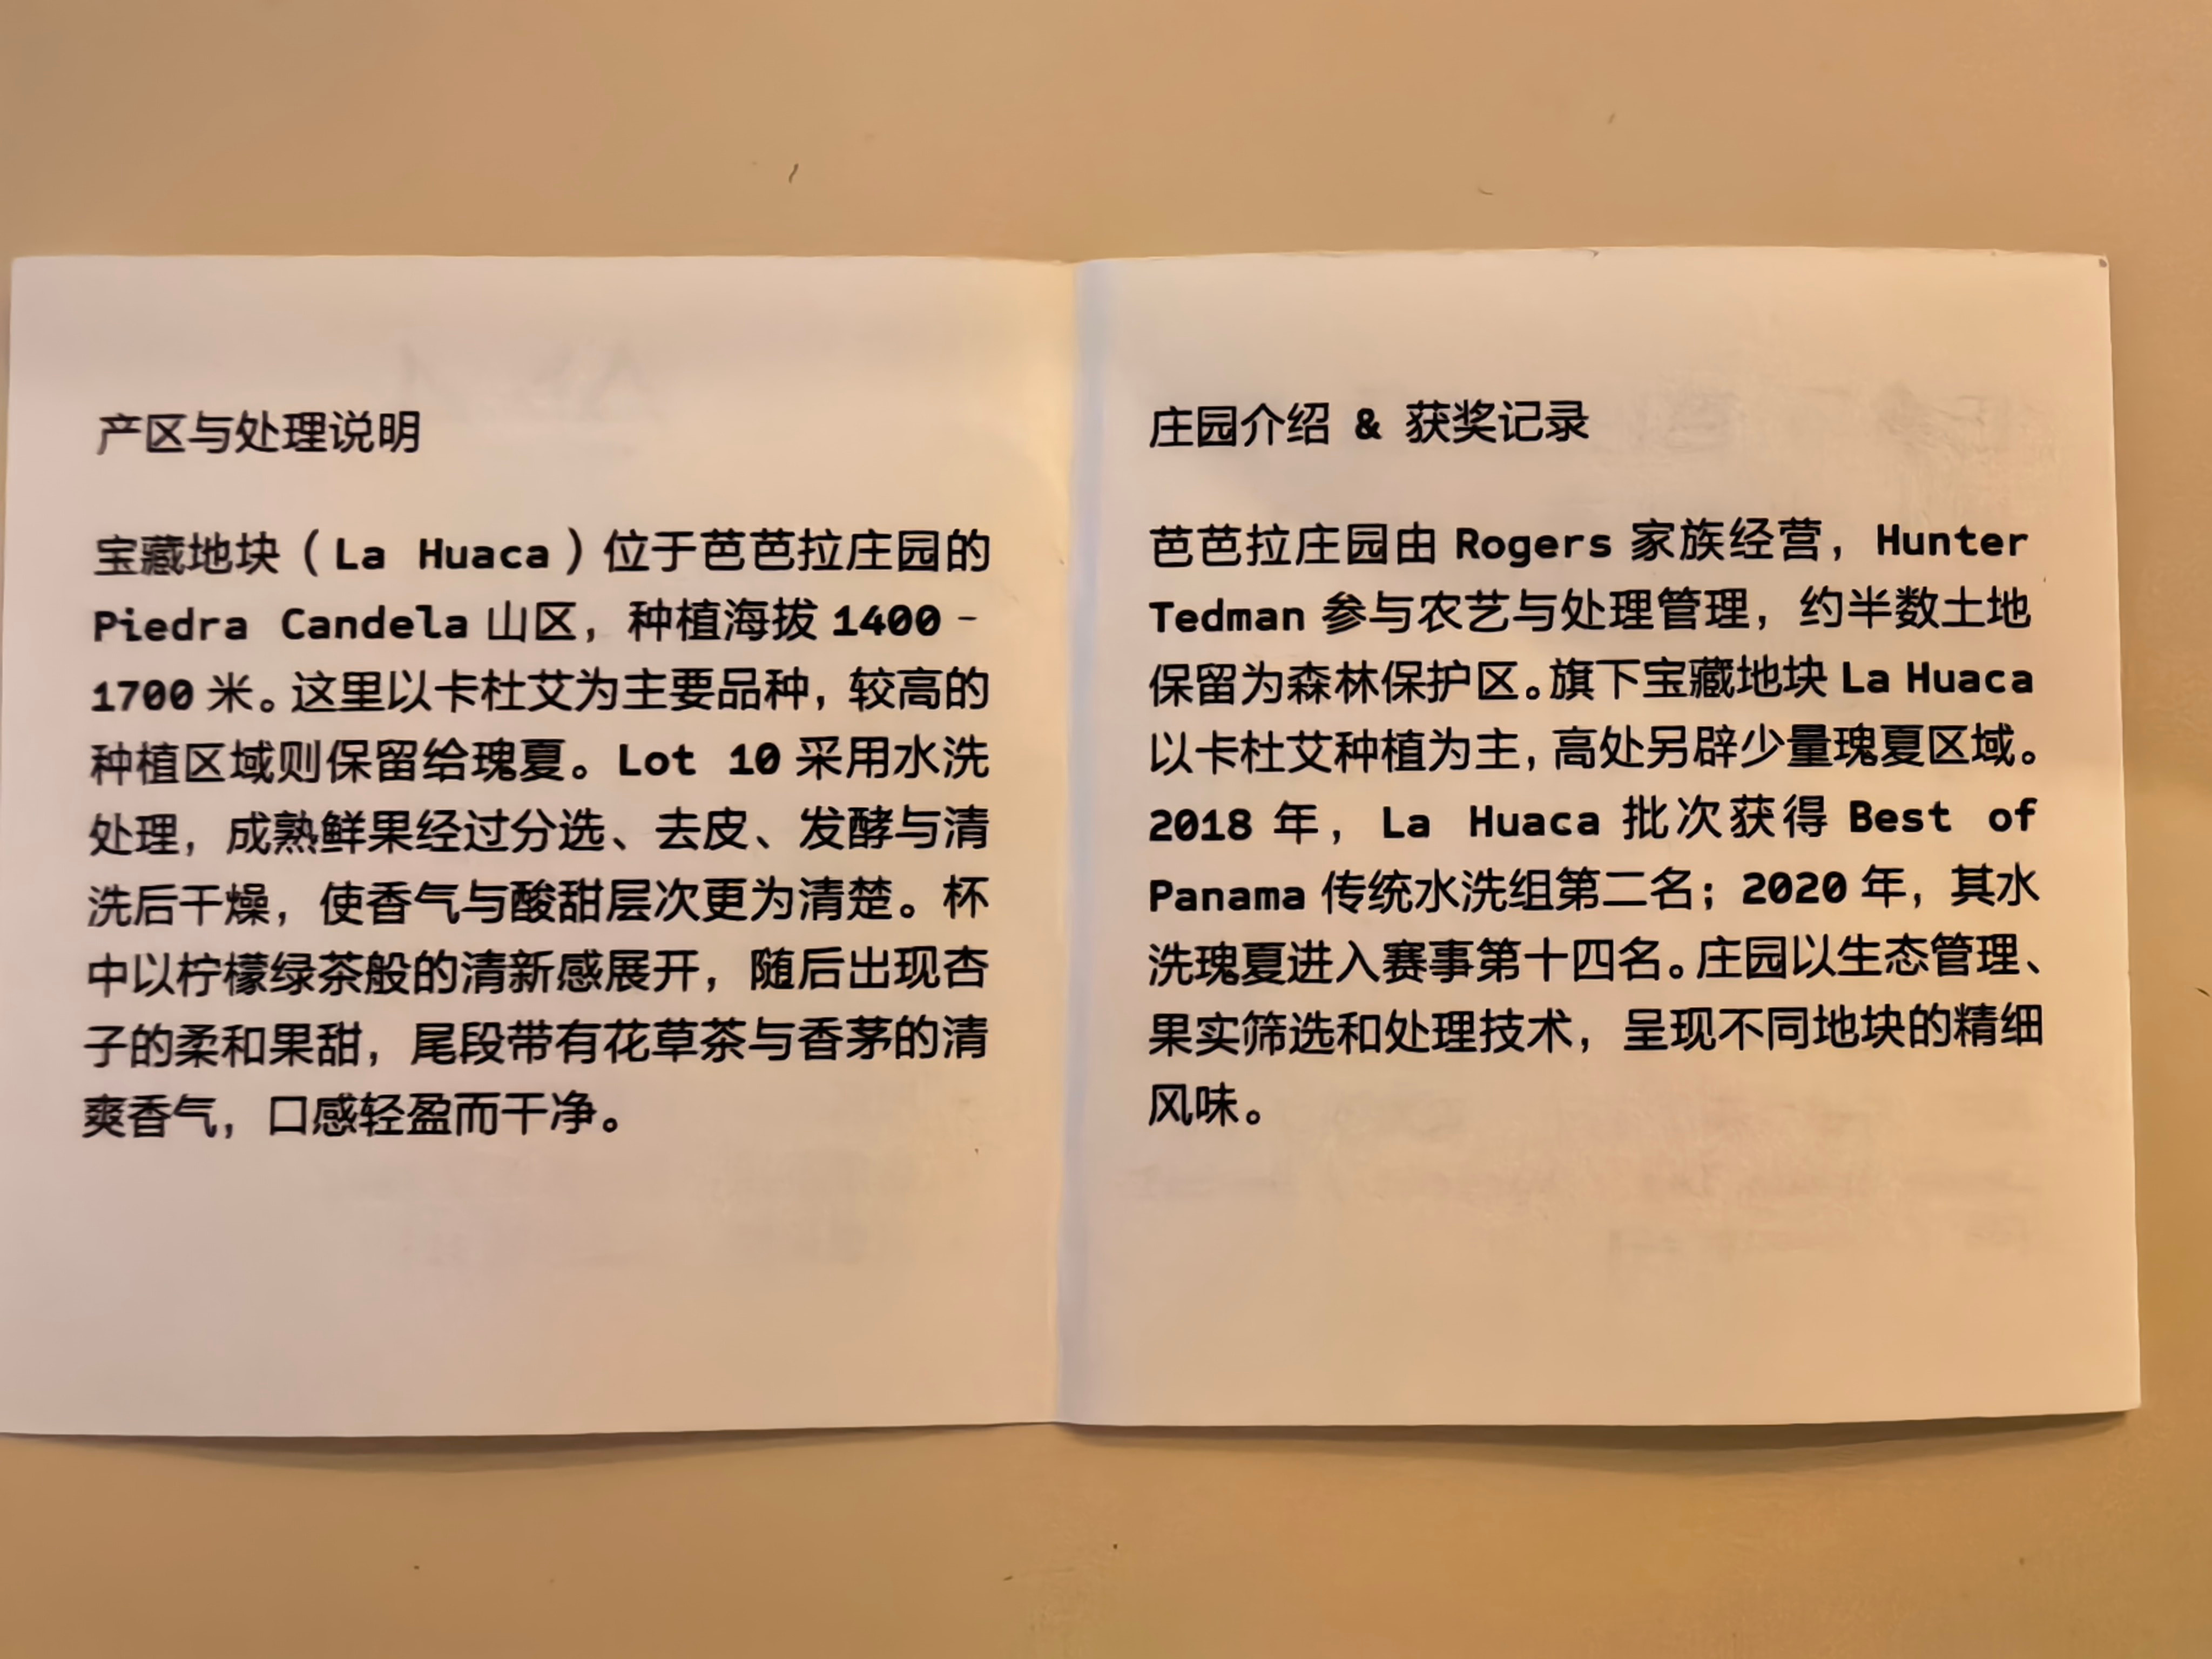 产区与处理说明
宝藏地块（La Huaca）位于芭芭拉庄园的
Piedra Candela 山区，种植海拔 1400 -
1700 米。这里以卡杜艾为主要品种，较高的
种植区域则保留给瑰夏。Lot 10 采用水洗
处理，成熟鲜果经过分选、去皮、发酵与清
洗后干燥，使香气与酸甜层次更为清楚。杯
中以柠檬绿茶般的清新感展开，随后出现杏
子的柔和果甜，尾段带有花草茶与香茅的清
爽香气，口感轻盈而干净。
庄园介绍 & 获奖记录
芭芭拉庄园由 Rogers 家族经营，Hunter
Tedman 参与农艺与处理管理，约半数土地
保留为森林保护区。旗下宝藏地块 La Huaca
以卡杜艾种植为主，高处另辟少量瑰夏区域。
2018 年，La Huaca 批次获得 Best of
Panama 传统水洗组第二名；2020 年，其水
洗瑰夏进入赛事第十四名。庄园以生态管理、
果实筛选和处理技术，呈现不同地块的精细
风味。